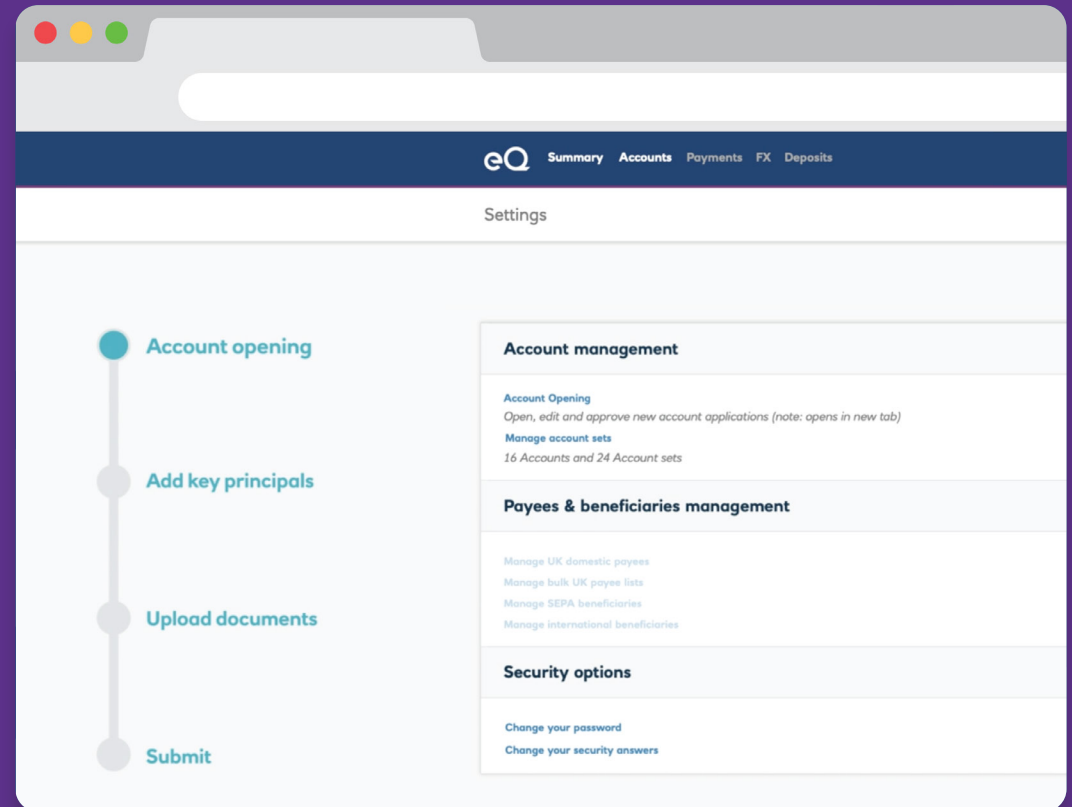 eQ Summary Accounts Payments FX Deposits
Settings
Account opening
Add key principals
Upload documents
Submit
Account management
Account Opening
Open, edit and approve new account applications (note: opens in new tab)
Manage account sets
16 Accounts and 24 Account sets
Payees & beneficiaries management
Manage UK domestic payees
Manage bulk UK payee lists
Manage SEPA beneficiaries
Manage international beneficiaries
Security options
Change your password
Change your security answers